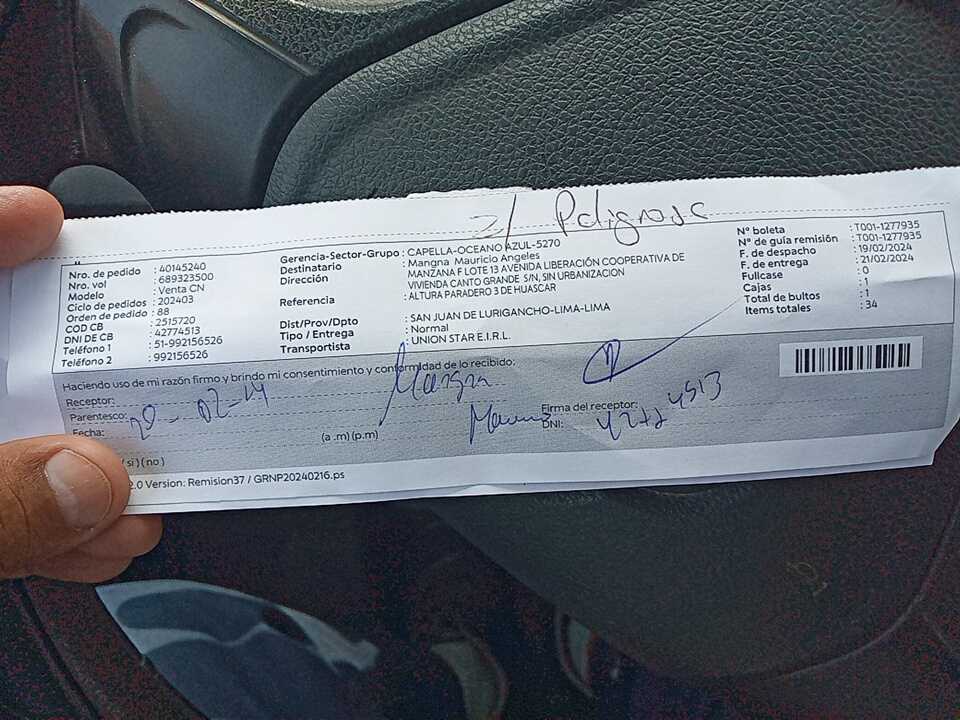 Z/ Peligrosa
Nro. de pedido : 40145240
Nro. vol : 689323500
Modelo : Venta CN
Ciclo de pedidos : 202403
Orden de pedido : 88
COD CB : 2515720
DNI DE CB : 42774513
Teléfono 1 : 51-992156526
Teléfono 2 : 992156526
Gerencia-Sector-Grupo : CAPELLA-OCEANO AZUL-5270
Destinatario : Mangna Mauricio Angeles
Dirección : MANZANA F LOTE 13 AVENIDA LIBERACIÓN COOPERATIVA DE
VIVIENDA CANTO GRANDE S/N, SIN URBANIZACION
Referencia : ALTURA PARADERO 3 DE HUASCAR
Dist/Prov/Dpto : SAN JUAN DE LURIGANCHO-LIMA-LIMA
Tipo / Entrega : Normal
Transportista : UNION STAR E.I.R.L.
N° boleta : T001-1277935
N° de guía remisión : T001-1277935
F. de despacho : 19/02/2024
F. de entrega : 21/02/2024
Fullcase : 0
Cajas : 1
Total de bultos : 1
Items totales : 34
Haciendo uso de mi razón firmo y brindo mi consentimiento y conformidad de lo recibido:
Receptor: Mangna
Parentesco:
Fecha: (a .m) (p.m)
Firma del receptor:
DNI: 42774513
/ si ) ( no )
2.0 Version: Remision37 / GRNP20240216.ps